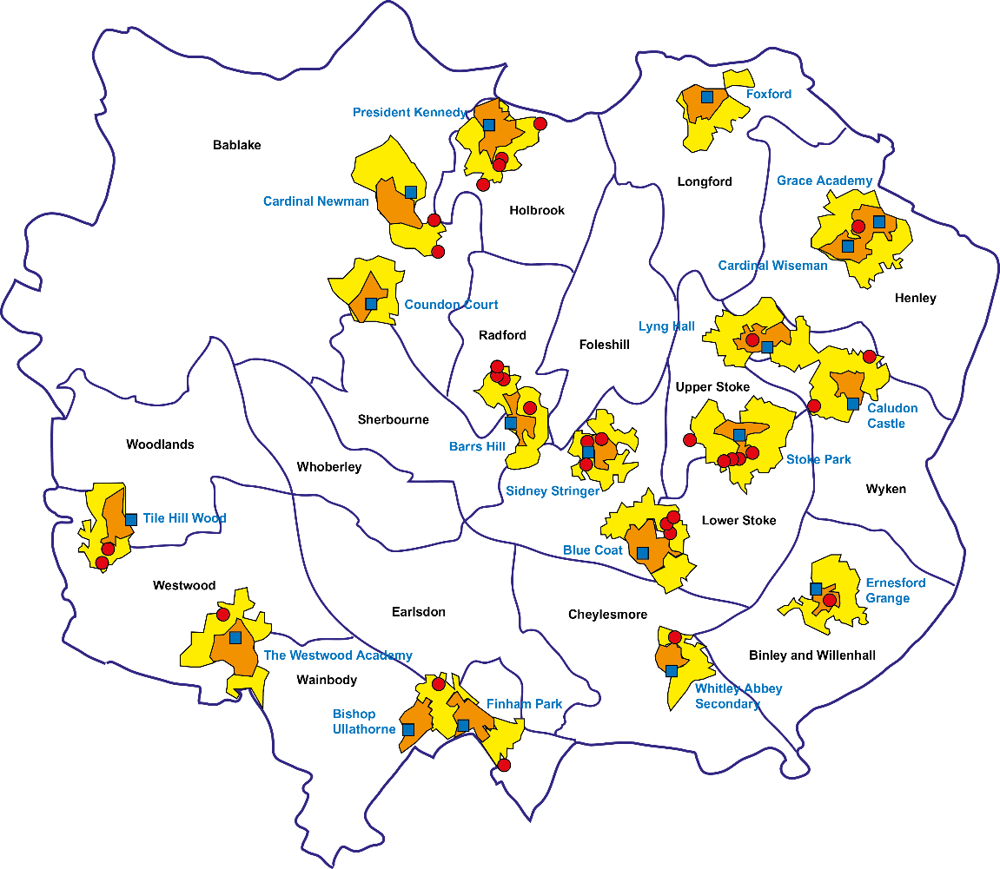 Foxford
President Kennedy
Bablake
Longford
Grace Academy
Cardinal Newman
Holbrook
Cardinal Wiseman
Henley
Coundon Court
Lyng Hall
Radford
Foleshill
Upper Stoke
Caludon
Castle
Sherbourne
Woodlands
Barrs Hill
Stoke Park
Whoberley
Sidney Stringer
Wyken
Tile Hill Wood
Lower Stoke
Blue Coat
Westwood
Ernesford
Grange
Earlsdon
Cheylesmore
The Westwood Academy
Binley and Willenhall
Wainbody
Whitley Abbey
Secondary
Finham Park
Bishop
Ullathorne